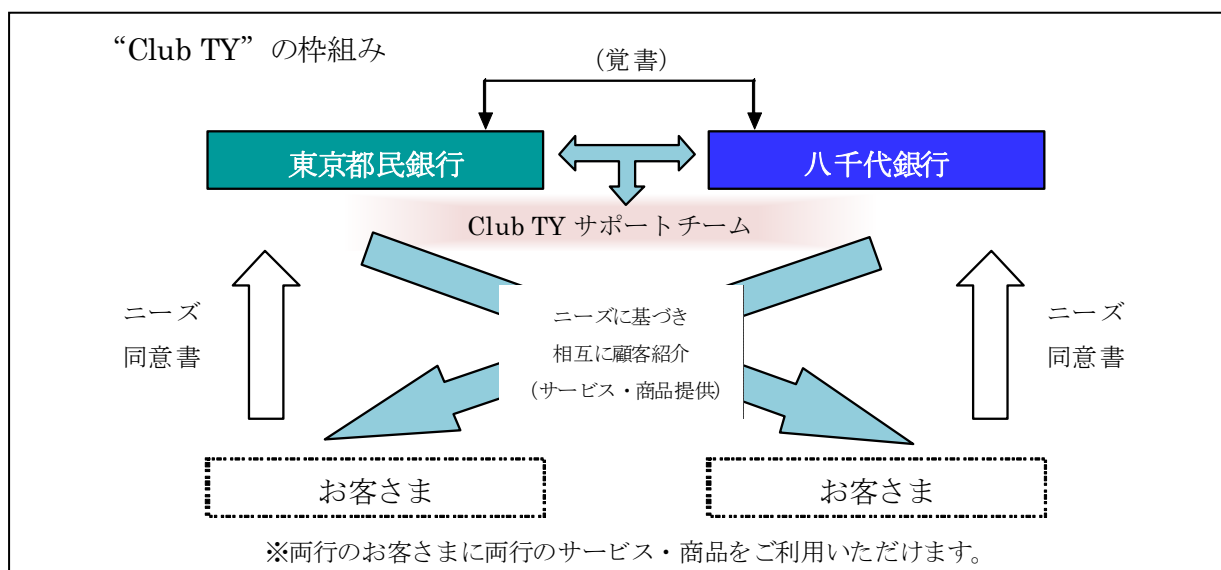 “Club TY”の枠組み
(覚書)
東京都民銀行
八千代銀行
Club TY サポートチーム
ニーズ
同意書
ニーズに基づき
相互に顧客紹介
(サービス・商品提供)
ニーズ
同意書
お客さま
お客さま
※両行のお客さまに両行のサービス・商品をご利用いただけます。